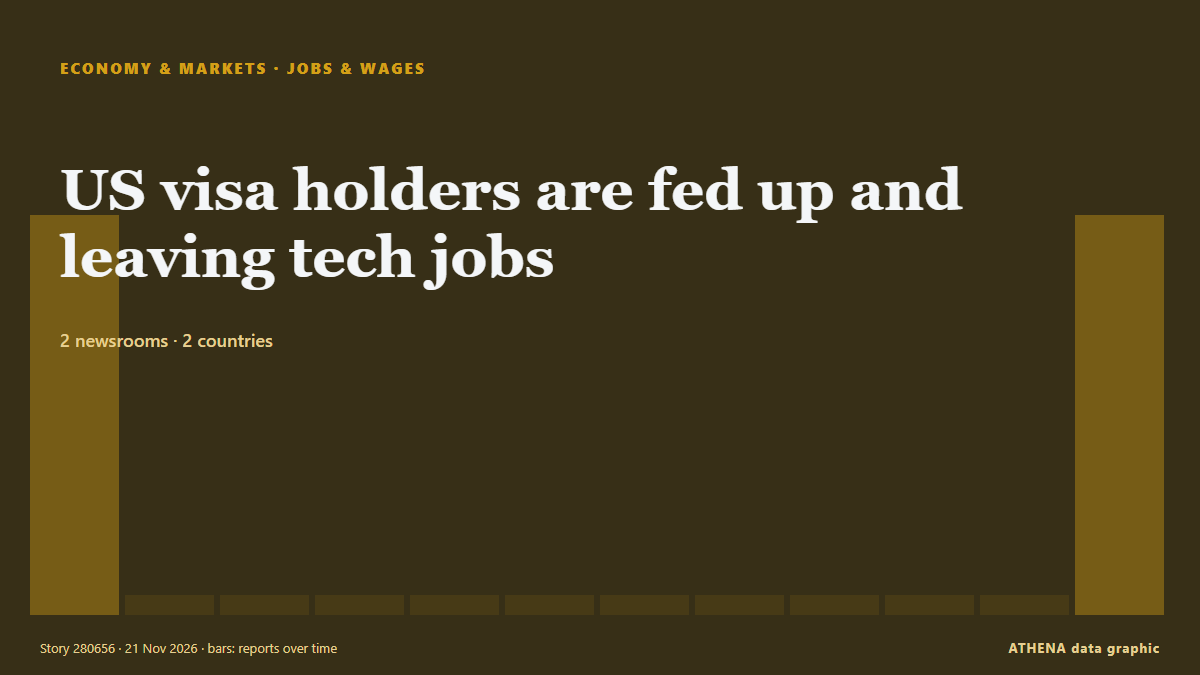 ECONOMY & MARKETS · JOBS & WAGES
US visa holders are fed up and
leaving tech jobs
2 newsrooms · 2 countries
Story 280656 · 21 Nov 2026 · bars: reports over time
ATHENA data graphic